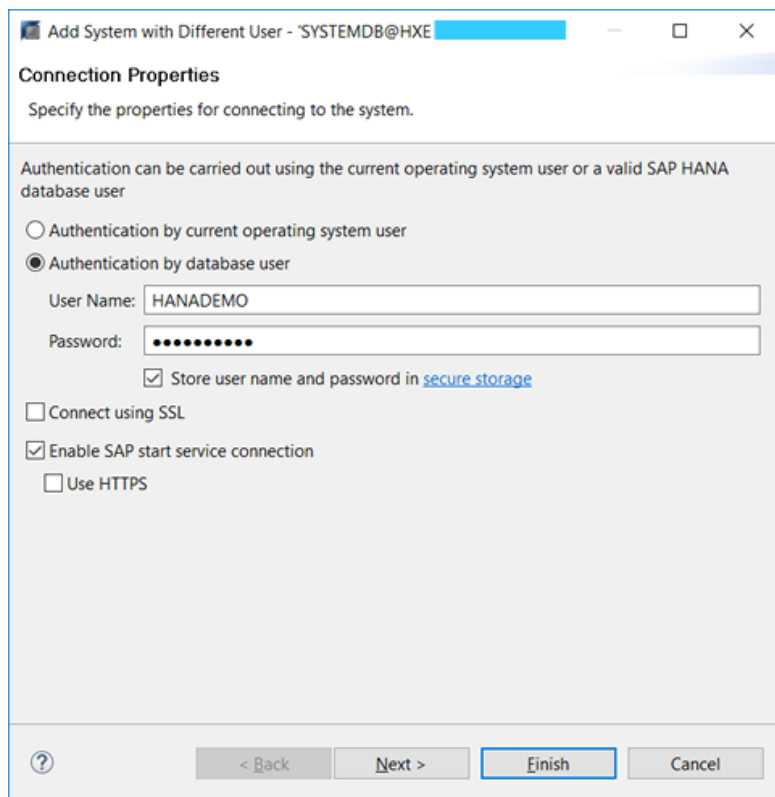 Add System with Different User - 'SYSTEMDB@HXE
Connection Properties
Specify the properties for connecting to the system.
Authentication can be carried out using the current operating system user or a valid SAP HANA
database user
Authentication by current operating system user
Authentication by database user
User Name: HANADEMO
Password: ●●●●●●●●●●
Store user name and password in secure storage
Connect using SSL
Enable SAP start service connection
Use HTTPS
< Back Next > Finish Cancel